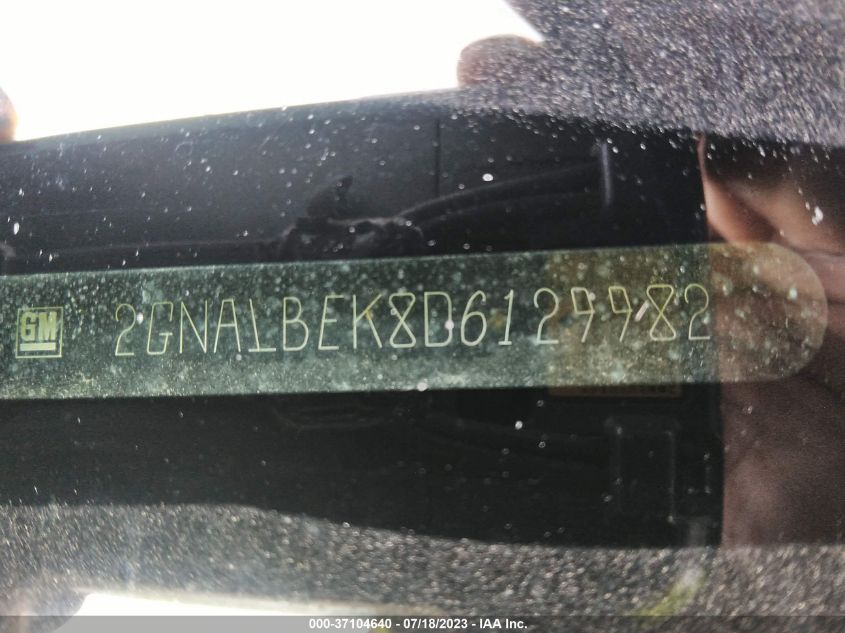 GM 2GNALBEK8D6129982
000-37104640 - 07/18/2023 - IAA Inc.